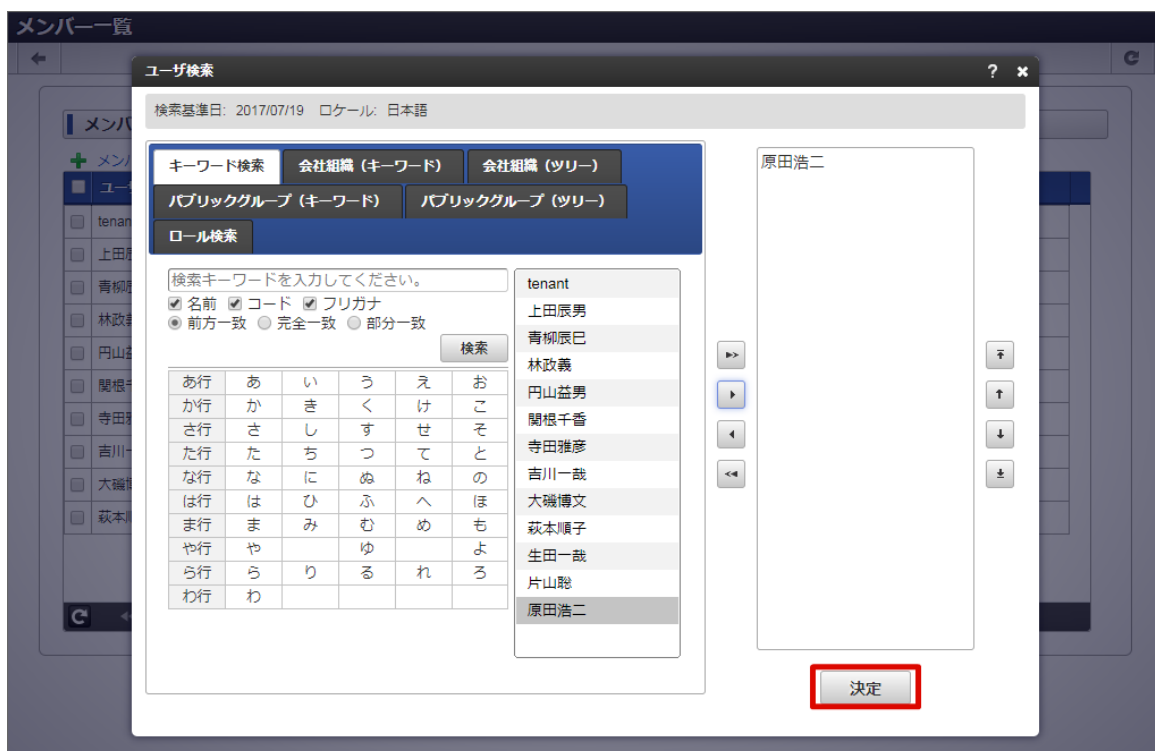 メンバー一覧
ユーザ検索
?
検索基準日: 2017/07/19 ロケール: 日本語
メンバ
メンバ
ユー
tenan
上田辰
青柳辰
林政義
円山益
関根千
寺田雅
吉川一
大磯博
萩本順
キーワード検索 会社組織（キーワード） 会社組織（ツリー）
パブリックグループ（キーワード） パブリックグループ（ツリー）
ロール検索
検索キーワードを入力してください。
名前 コード フリガナ
前方一致 完全一致 部分一致
検索
あ行 あ い う え お
か行 か き く け こ
さ行 さ し す せ そ
た行 た ち つ て と
な行 な に ぬ ね の
は行 は ひ ふ へ ほ
ま行 ま み む め も
や行 や ゆ よ
ら行 ら り る れ ろ
わ行 わ
tenant
上田辰男
青柳辰巳
林政義
円山益男
関根千香
寺田雅彦
吉川一哉
大磯博文
萩本順子
生田一哉
片山聡
原田浩二
原田浩二
決定